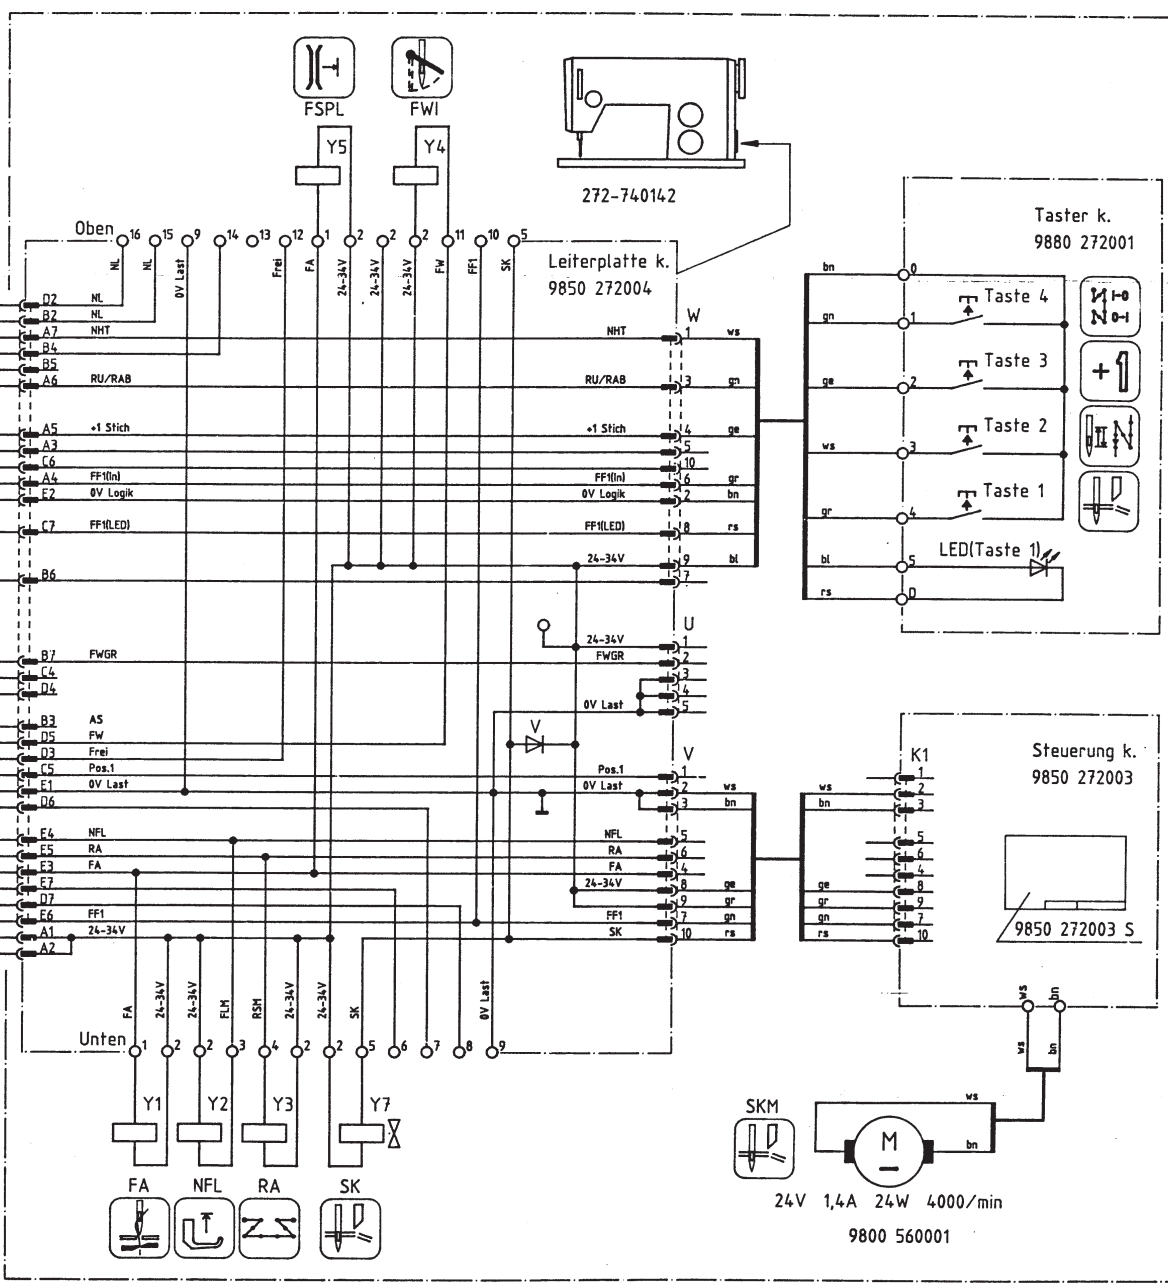 FSPL
FWI
Y5
Y4
272-740142
Oben
16 15 9 14 13 12 1 2 2 2 11 10 5
NL
NL
0V Last
Frei
FA
24-34V
24-34V
24-34V
FW
FF1
SK
Leiterplatte k.
9850 272004
Taster k.
9880 272001
W
D2 NL
B2 NL
A7 NHT NHT 1 ws
B4
B5
A6 RU/RAB RU/RAB 3 gn
A5 +1 Stich +1 Stich 4 ge
A3 5
C6 10
A4 FF1(In) FF1(In) 6 gr
E2 0V Logik 0V Logik 2 bn
C7 FF1(LED) FF1(LED) 8 rs
24-34V 9 bl
B6 7
bn 0
gn 1 Taste 4
1-0
0-1
ge 2 Taste 3
+1
ws 3 Taste 2
gr 4 Taste 1
LED(Taste 1)
bl 5
rs D
U
24-34V 1
B7 FWGR FWGR 2
C4 3
D4 4
0V Last 5
B3 AS
D5 FW
D3 Frei
V
V
C5 Pos.1 Pos.1 1
E1 0V Last 0V Last 2 ws
D6 3 bn
E4 NFL NFL 5
E5 RA RA 6
E3 FA FA 4
E7 24-34V 8 ge
D7 9 gr
E6 FF1 FF1 7 gn
A1 24-34V SK 10 rs
A2
K1
Steuerung k.
9850 272003
1
ws 2
bn 3
5
6
4
ge 8
gr 9
gn 7
rs 10
9850 272003 S
ws bn
ws bn
FA
24-34V
24-34V
FLM
RSM
24-34V
24-34V
SK
0V Last
Unten
1 2 2 3 4 2 2 5 6 7 8 9
Y1 Y2 Y3 Y7
FA NFL RA SK
SKM
ws
M
bn
24V 1,4A 24W 4000/min
9800 560001